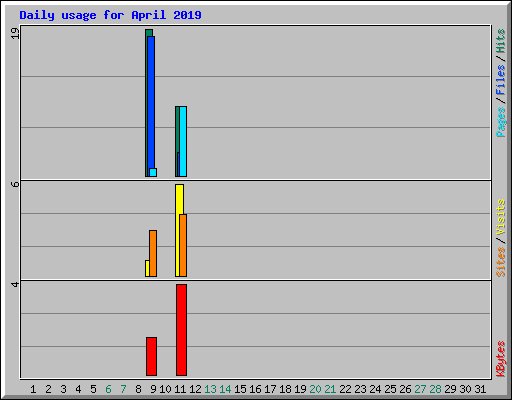 Daily usage for April 2019
19
6
4
Pages / Files / Hits
Sites / Visits
KBytes
1 2 3 4 5 6 7 8 9 10 11 12 13 14 15 16 17 18 19 20 21 22 23 24 25 26 27 28 29 30 31